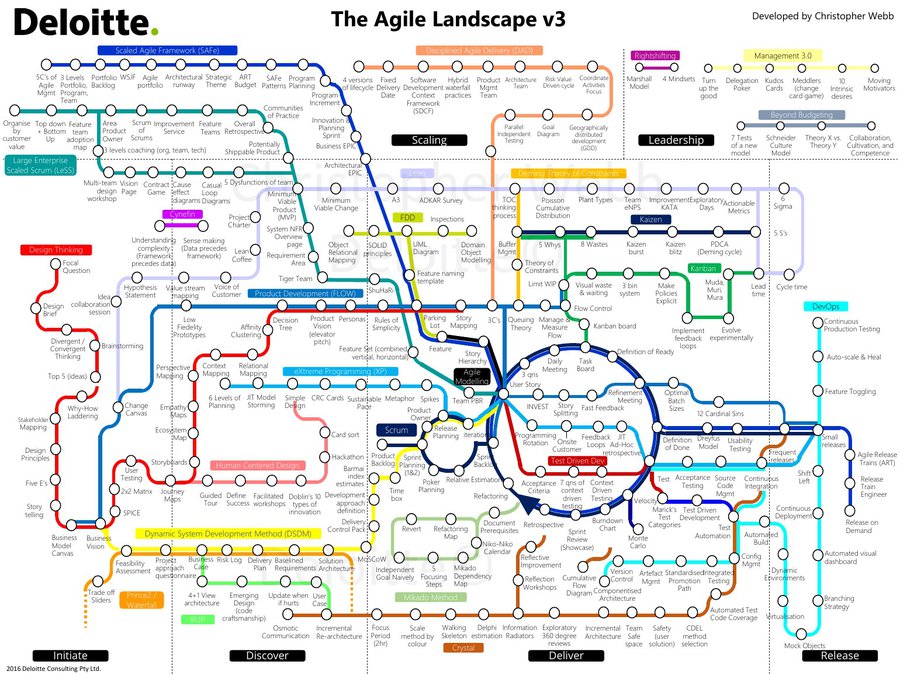 Deloitte.
The Agile Landscape v3
Developed by Christopher Webb
Scaled Agile Framework (SAFe)
5C's of Agile Mgmt
3 Levels Portfolio, Program, Team
Portfolio Backlog
WSJF
Agile portfolio
Architectural runway
Strategic Theme
ART Budget
SAFe Patterns
Program Planning
Program Increment
Innovation & Planning Sprint
Business EPIC
Architectural EPIC
Disciplined Agile Delivery (DAD)
4 versions of lifecycle
Fixed Delivery Date
Software Development Context Framework (SDCF)
Hybrid waterfall practices
Product Mgmt Team
Architecture Team
Risk Value Driven cycle
Coordinate Activities Focus
Parallel Independent Testing
Goal Diagram
Geographically distributed development (GDD)
Scaling
Rightshifting
Marshall Model
4 Mindsets
Management 3.0
Turn up the good
Delegation Poker
Kudos Cards
Meddlers (change card game)
10 Intrinsic desires
Moving Motivators
Beyond Budgeting
7 Tests of a new model
Schneider Culture Model
Theory X vs. Theory Y
Collaboration, Cultivation, and Competence
Leadership
Organise by customer value
Top down + Bottom Up
Feature team adoption map
Area Product Owner
Scrum of Scrums
Improvement Service
Feature Teams
Overall Retrospective
Communities of Practice
Potentially Shippable Product
3 levels coaching (org, team, tech)
Large Enterprise Scaled Scrum (LeSS)
Multi-team design workshop
Vision Page
Contract Game
Cause effect diagrams
Casual Loop Diagrams
5 Dysfunctions of team
Minimum Viable Product (MVP)
System NFR Overview page
Requirement Area
Tiger Team
ShuHaRi
Lean
Minimum Viable Change
A3
ADKAR Survey
Deming Theory of Constraints
TOC thinking process
Poisson Cumulative Distribution
Plant Types
Team eNPS
Improvement KATA
Exploratory Days
Actionable Metrics
6 Sigma
5 S's
Cynefin
Understanding complexity (Framework precedes data)
Sense making (Data precedes framework)
Project Charter
Lean Coffee
FDD
Object Relational Mapping
SOLID principles
UML Diagram
Inspections
Domain Object Modelling
Feature naming template
Kaizen
Buffer Mgmt
5 Whys
8 Wastes
Kaizen burst
Kaizen blitz
PDCA (Deming cycle)
Theory of Constraints
Limit WIP
Visual waste & waiting
3 bin system
Make Policies Explicit
Kanban
Muda, Muri, Mura
Lead time
Cycle time
Implement feedback loops
Evolve experimentally
Design Thinking
Focal Question
Design Brief
Divergent / Convergent Thinking
Top 5 (ideas)
Why-How Laddering
Stakeholder Mapping
Design Principles
Five E's
Story telling
Business Model Canvas
Business Vision
Idea collaboration session
Brainstorming
Change Canvas
Hypothesis Statement
Value stream mapping
Voice of Customer
Product Development (FLOW)
Low Fidelity Prototypes
Affinity Clustering
Decision Tree
Product Vision (elevator pitch)
Personas
Rules of Simplicity
Parking Lot
Story Mapping
3C's
Queuing Theory
Manage & Measure Flow
Flow Control
Kanban board
DevOps
Continuous Production Testing
Auto-scale & Heal
Feature Toggling
Feature Set (combined vertical, horizontal)
Feature
Story Hierarchy
Agile Modelling
Team PBR
Context Mapping
Relational Mapping
Perspective Mapping
Empathy Maps
Ecosystem Map
Storyboards
Journey Maps
User Testing
2x2 Matrix
SPICE
eXtreme Programming (XP)
6 Levels of Planning
JIT Model Storming
Simple Design
CRC Cards
Sustainable Pace
Metaphor
Spikes
Product Owner
Card sort
Hackathon
Human Centered Design
Guided Tour
Define Success
Facilitated workshops
Doblin's 10 types of innovation
Barmai index estimates
Development approach definition
Delivery Control Pack
Scrum
Product Backlog
Sprint Planning (1&2)
Time box
Poker Planning
Release Planning
Iteration
Sprint Backlog
Relative Estimation
Refactoring
3 qns
User Story
Daily Meeting
Task Board
Definition of Ready
Refinement Meeting
Optimal Batch Sizes
12 Cardinal Sins
INVEST
Story Splitting
Fast Feedback
Programming Rotation
Onsite Customer
Feedback Loops
JIT Ad-Hoc retrospective
Definition of Done
Dreyfus Model
Usability Testing
Frequent releases
Small releases
Agile Release Trains (ART)
Release Train Engineer
Release on Demand
Test Driven Dev
Acceptance Criteria
7 qns of context driven testing
Context Driven Testing
Test Automation
Acceptance Testing
Source Code Mgmt
Continuous Integration
Shift Left
Velocity
Marick's Test Categories
Test Driven Development
Continuous Deployment
Automated Build
Retrospective
Sprint Review (Showcase)
Burndown Chart
Monte Carlo
Config Mgmt
Automated visual dashboard
Dynamic Environments
Virtualisation
Branching Strategy
Mock Objects
Revert
Refactoring Map
Document Prerequisites
Niko-Niko Calendar
Independent Goal Naively
Focusing Steps
Mikado Dependency Map
Mikado Method
Reflective Improvement
Reflection Workshops
Cumulative Flow Diagram
Version Control
Componentised Architecture
Artefact Mgmt
Standardised Promotion Path
Integrated Testing
Automated Test Code Coverage
Dynamic System Development Method (DSDM)
Feasibility Assessment
Project approach questionnaire
Business Case
Risk Log
Delivery Plan
Baselined Requirements
Solution Architecture
MoSCoW
Trade off Sliders
Prince2 / Waterfall
4+1 View architecture
Emerging Design (code craftsmanship)
Update when if hurts
User Case
RUP
Osmotic Communication
Incremental Re-architecture
Focus Period (2hr)
Scale method by colour
Walking Skeleton
Delphi estimation
Information Radiators
Exploratory 360 degree reviews
Incremental Architecture
Team Safe space
Safety (user solution)
CDEL method selection
Crystal
Initiate
Discover
Deliver
Release
2016 Deloitte Consulting Pty Ltd.